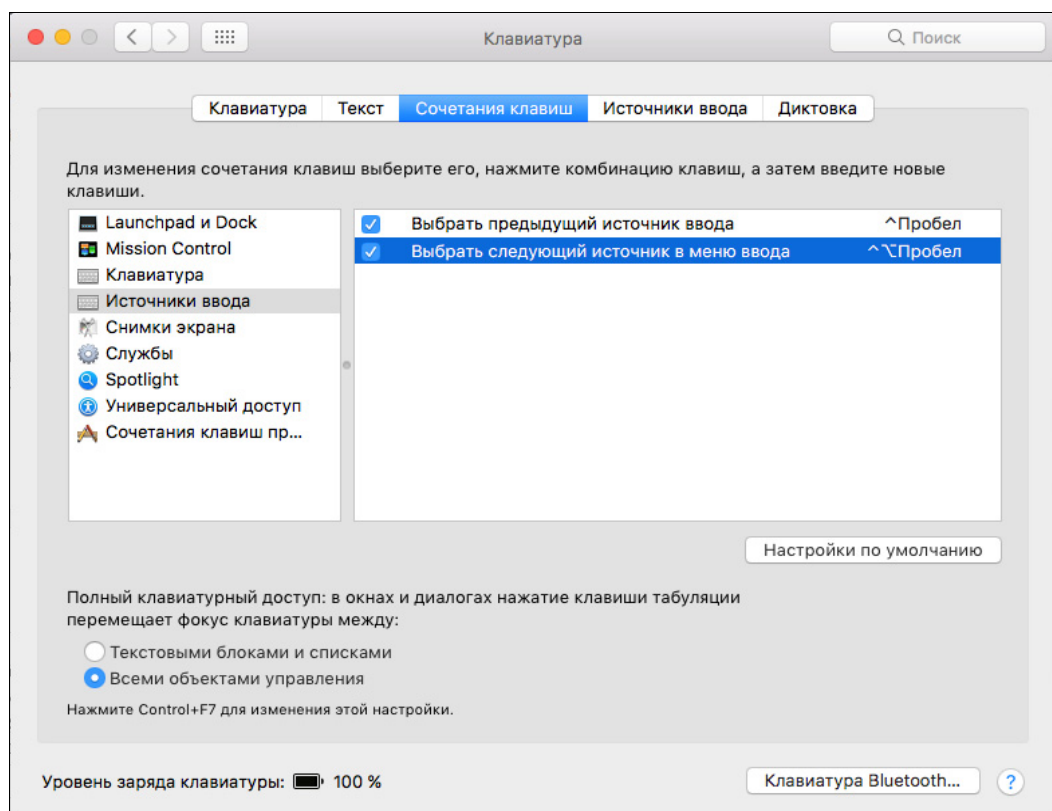 Клавиатура
Поиск
Клавиатура Текст Сочетания клавиш Источники ввода Диктовка
Для изменения сочетания клавиш выберите его, нажмите комбинацию клавиш, а затем введите новые
клавиши.
Launchpad и Dock
Mission Control
Клавиатура
Источники ввода
Снимки экрана
Службы
Spotlight
Универсальный доступ
Сочетания клавиш пр...
Выбрать предыдущий источник ввода ^Пробел
Выбрать следующий источник в меню ввода ^⌥Пробел
Настройки по умолчанию
Полный клавиатурный доступ: в окнах и диалогах нажатие клавиши табуляции
перемещает фокус клавиатуры между:
Текстовыми блоками и списками
Всеми объектами управления
Нажмите Control+F7 для изменения этой настройки.
Уровень заряда клавиатуры: 100 %
Клавиатура Bluetooth...
?